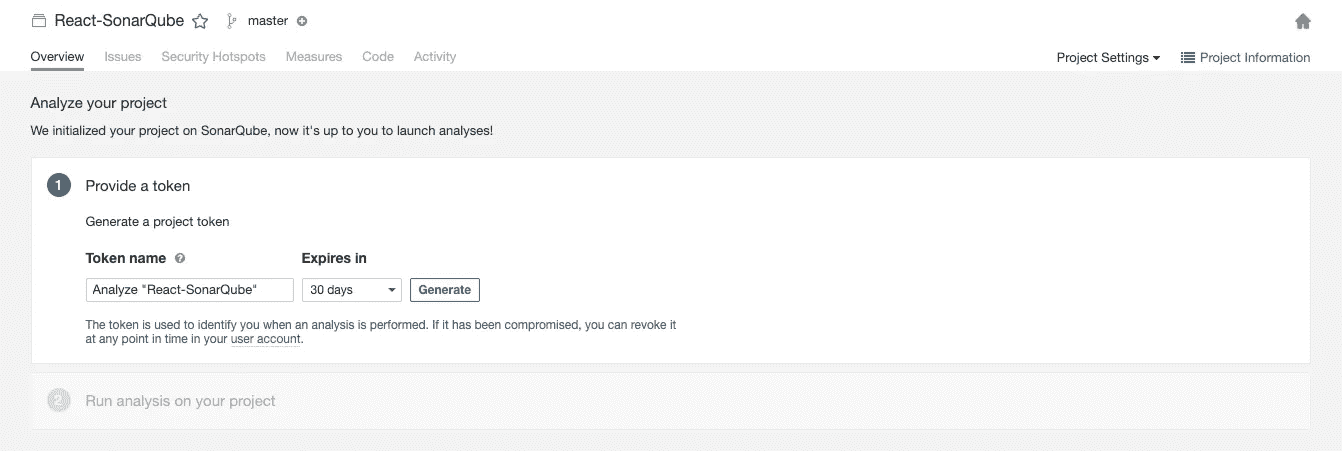 React-SonarQube master
Overview Issues Security Hotspots Measures Code Activity Project Settings Project Information
Analyze your project
We initialized your project on SonarQube, now it's up to you to launch analyses!
1 Provide a token
Generate a project token
Token name ? Expires in
Analyze "React-SonarQube" 30 days Generate
The token is used to identify you when an analysis is performed. If it has been compromised, you can revoke it
at any point in time in your user account.
2 Run analysis on your project